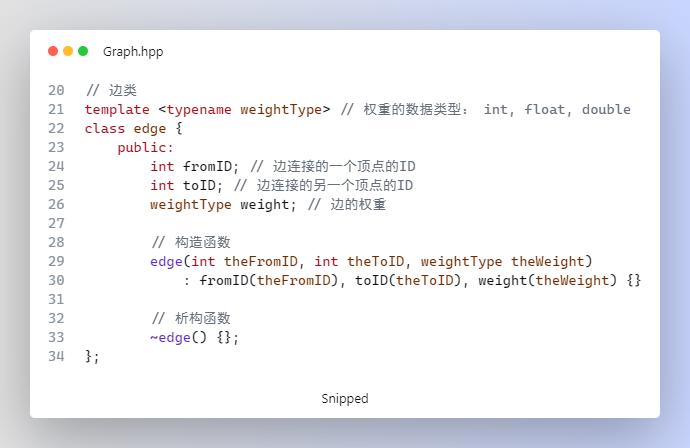 Graph.hpp
20 // 边类
21 template <typename weightType> // 权重的数据类型: int, float, double
22 class edge {
23     public:
24         int fromID; // 边连接的一个顶点的ID
25         int toID; // 边连接的另一个顶点的ID
26         weightType weight; // 边的权重
27
28         // 构造函数
29         edge(int theFromID, int theToID, weightType theWeight)
30             : fromID(theFromID), toID(theToID), weight(theWeight) {}
31
32         // 析构函数
33         ~edge() {};
34 };
Snipped